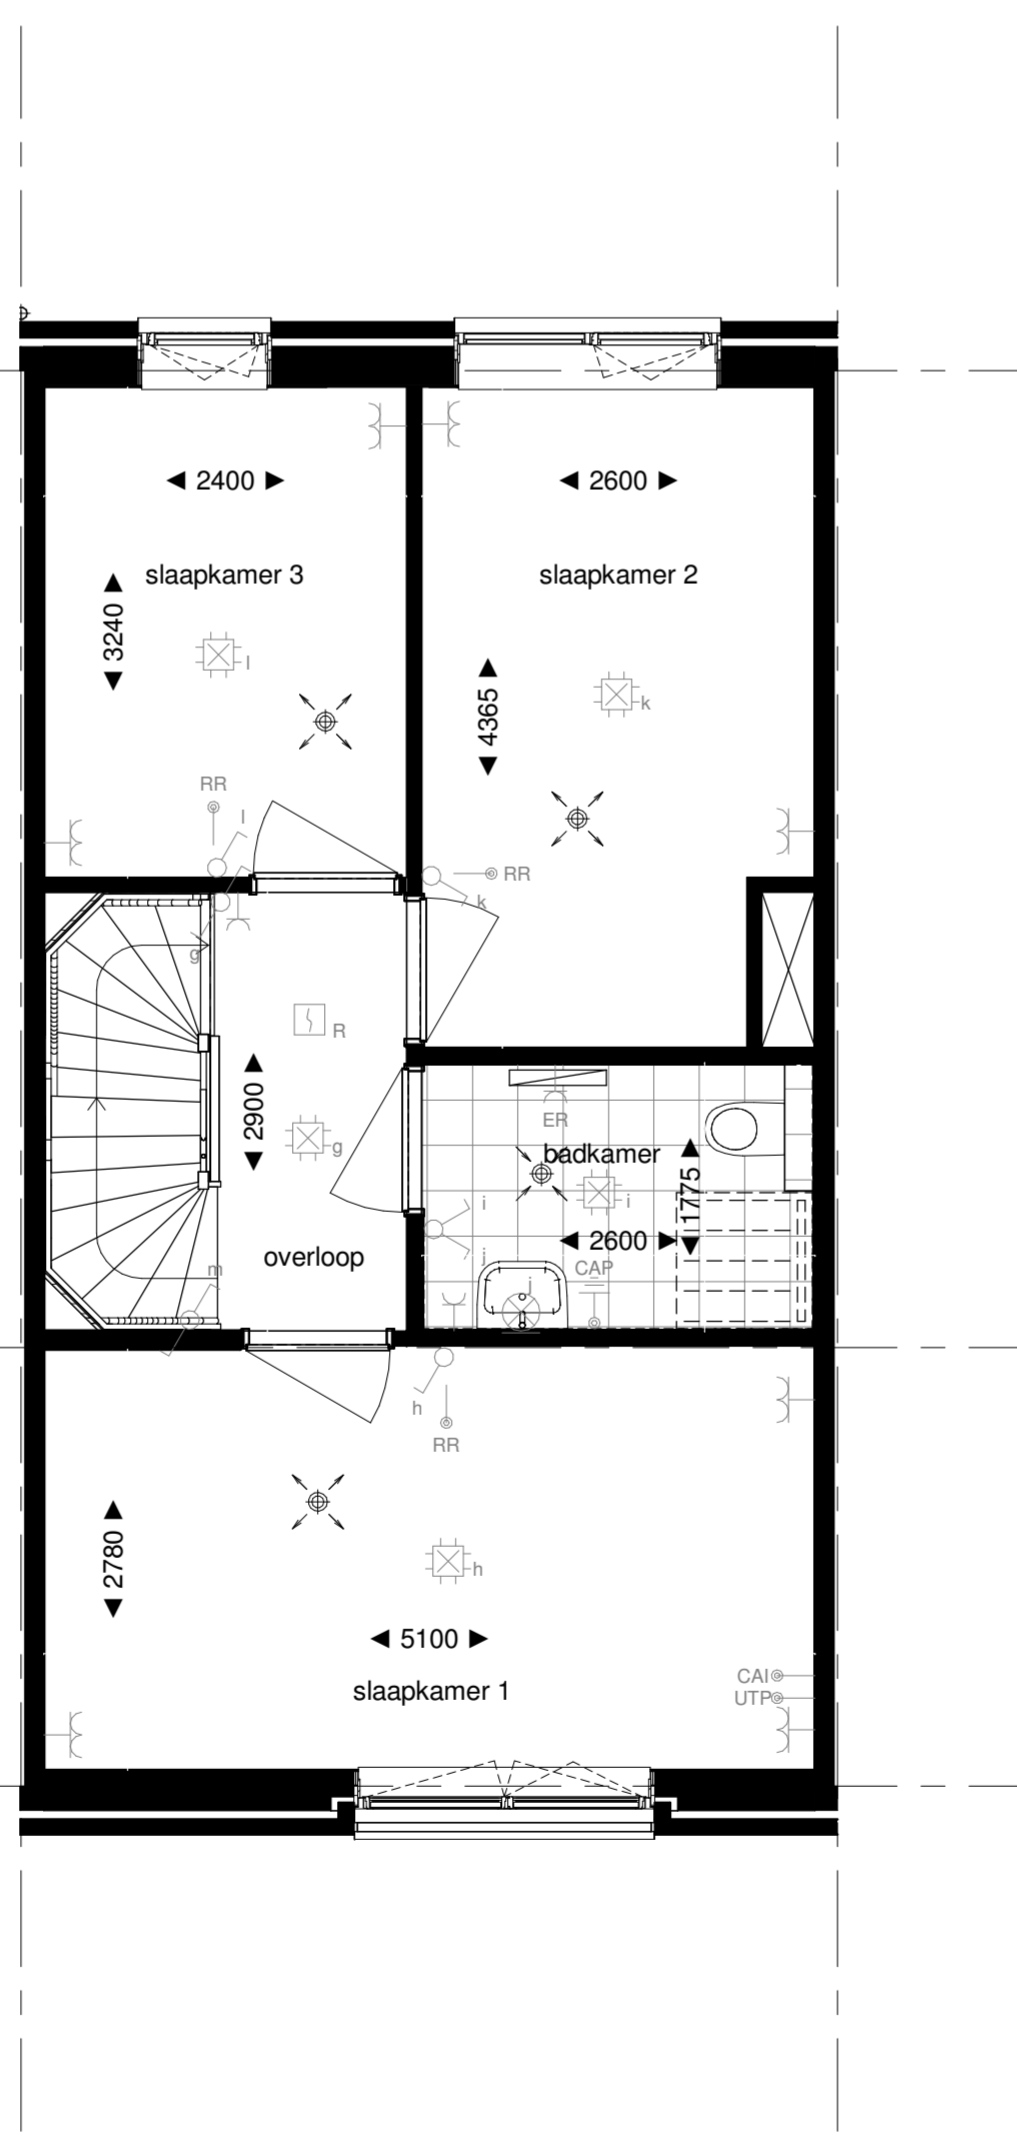 2400
2600
slaapkamer 3
slaapkamer 2
3240
l
k
4365
RR
l
RR
k
g
R
2900
g
ER
badkamer
1775
i
i
2600
j
overloop
CAP
m
j
h
RR
2780
h
5100
CAI
slaapkamer 1
UTP